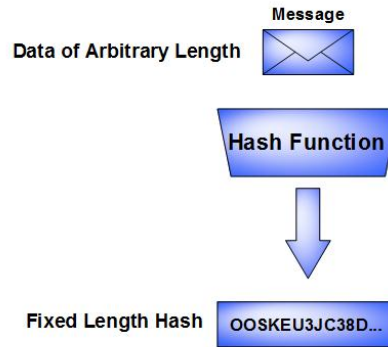 Message
Data of Arbitrary Length
Hash Function
Fixed Length Hash
OOSKEU3JC38D...